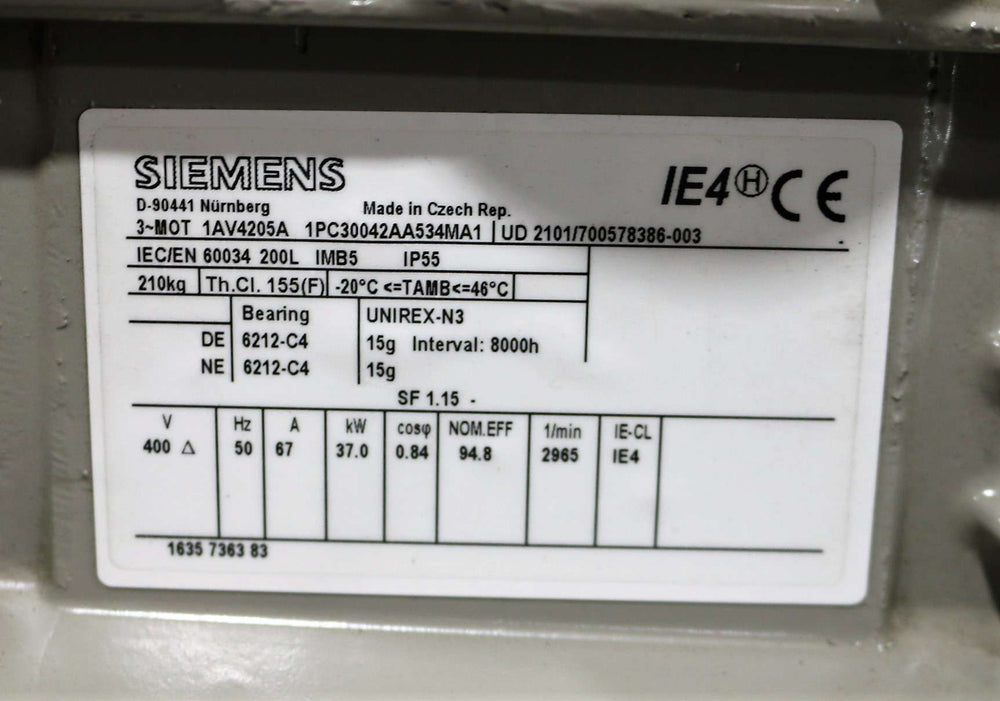 SIEMENS IE4 Ⓗ CE
D-90441 Nürnberg Made in Czech Rep.
3~MOT 1AV4205A 1PC30042AA534MA1 UD 2101/700578386-003
IEC/EN 60034 200L IMB5 IP55
210kg Th.Cl. 155(F) -20°C <=TAMB<=46°C
Bearing UNIREX-N3
DE 6212-C4 15g Interval: 8000h
NE 6212-C4 15g
SF 1.15 -
V Hz A kW cosφ NOM.EFF 1/min IE-CL
400 Δ 50 67 37.0 0.84 94.8 2965 IE4
1635 7363 83